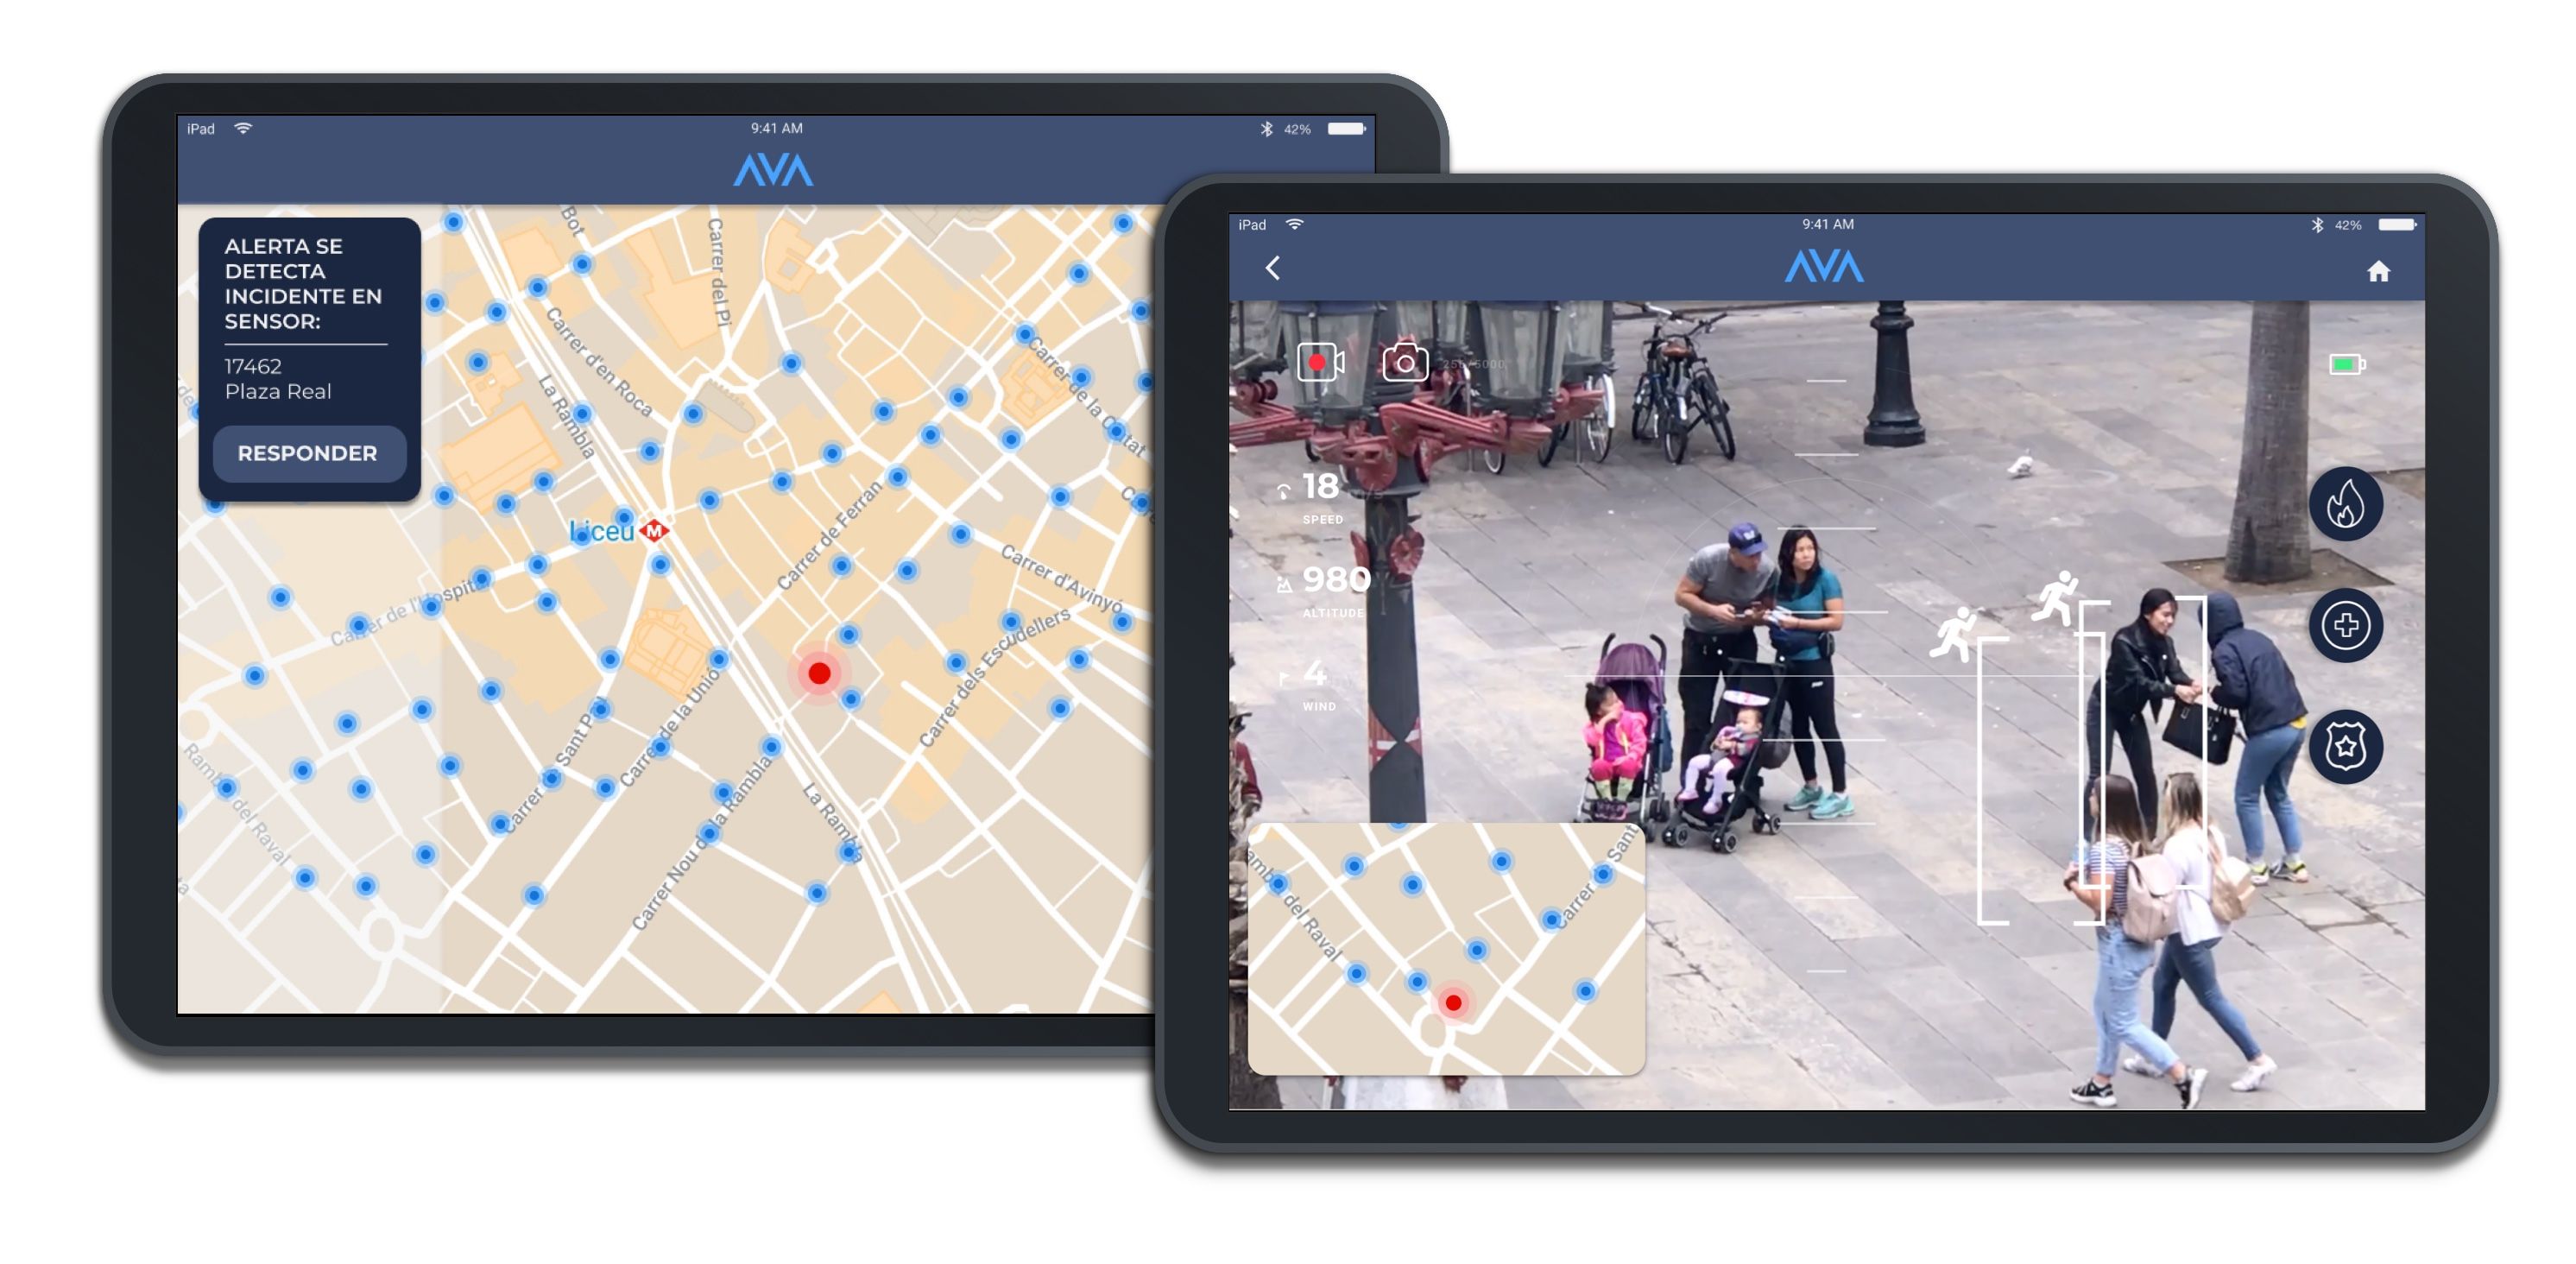 iPad
9:41 AM
42%
AVA
ALERTA SE
DETECTA
INCIDENTE EN
SENSOR:
17462
Plaza Real
RESPONDER
Bot
Carrer del Pi
Carrer d'en Roca
La Rambla
Liceu
M
Carrer de Ferran
Carrer de la Ciutat
Carrer d'Avinyó
Carrer dels Escudellers
Carrer de l'Hospital
Carrer de la Unió
Carrer Sant Pau
Carrer Nou de la Rambla
La Rambla
Rambla del Raval
iPad
9:41 AM
42%
AVA
18
SPEED
980
ALTITUDE
4
WIND
Rambla del Raval
Carrer Sant